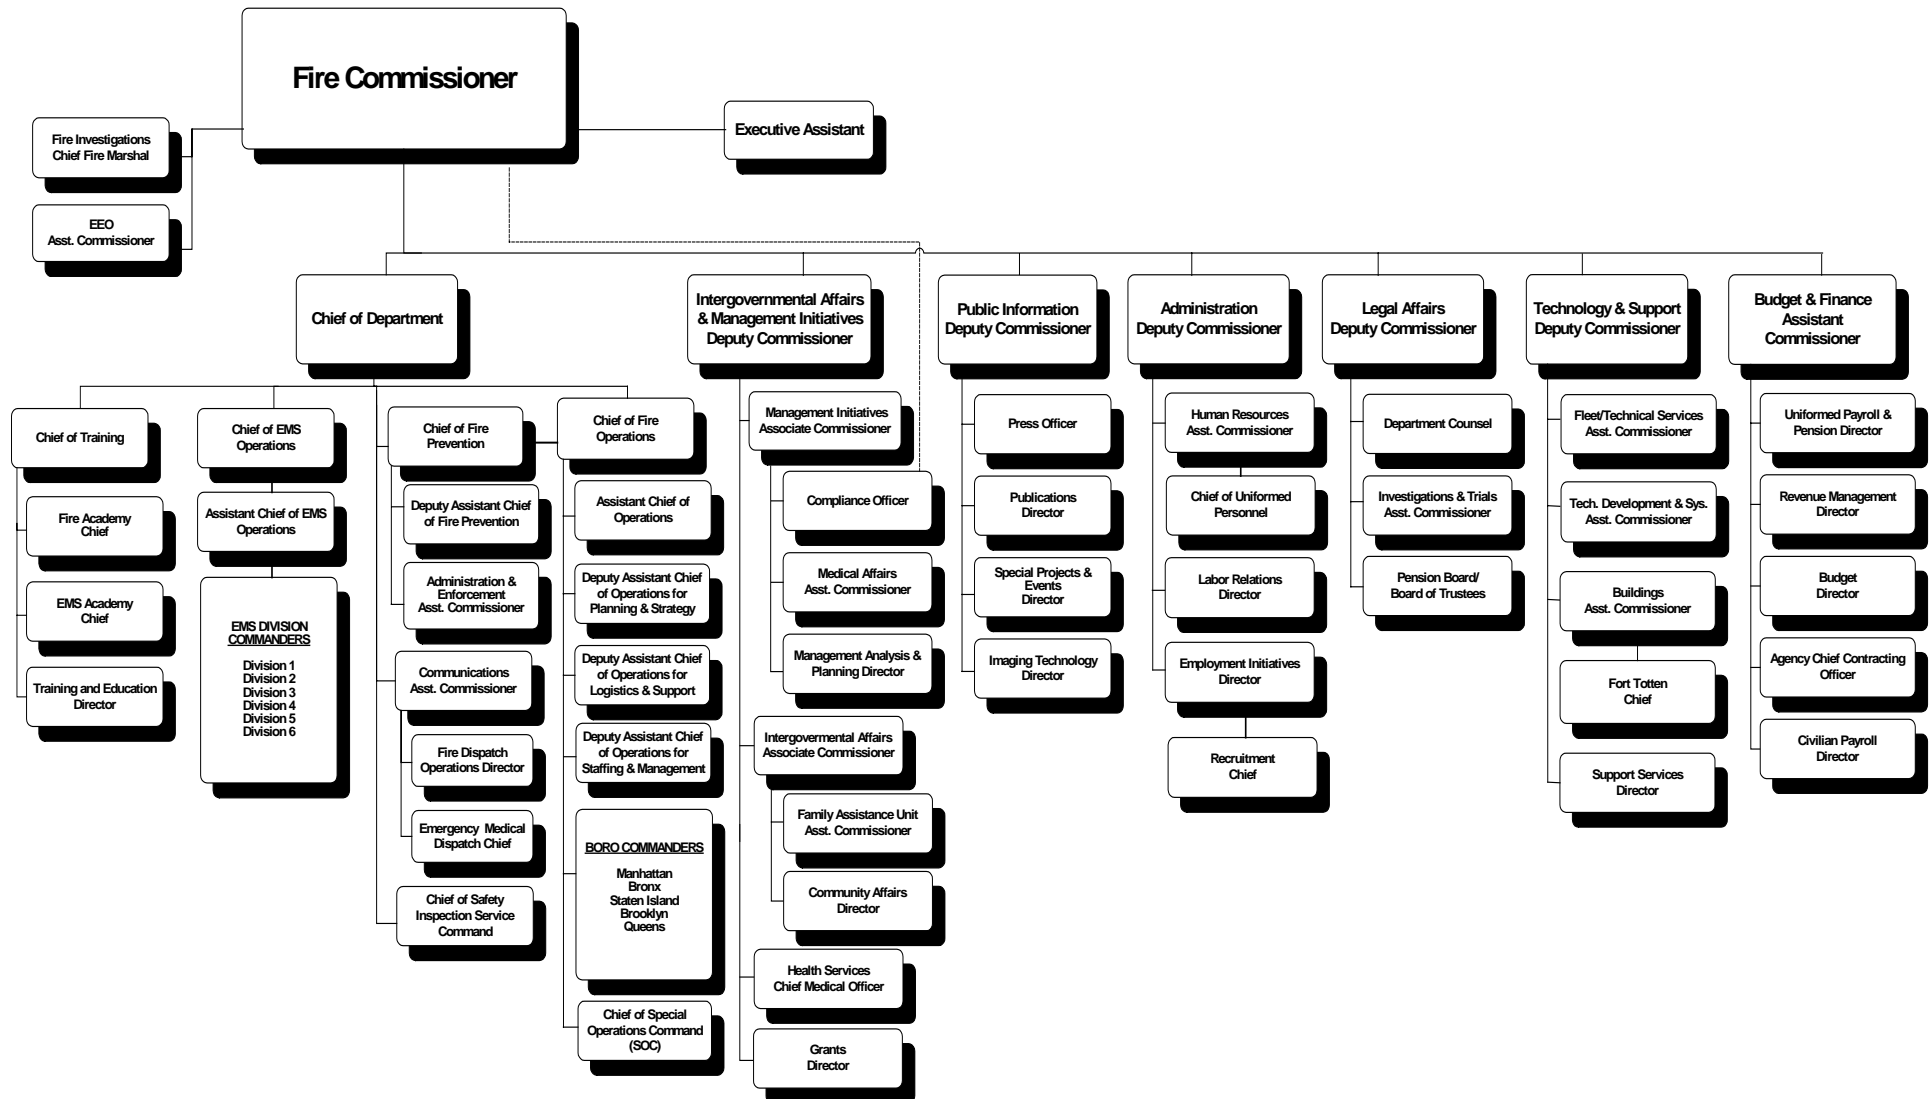 Fire Commissioner
Executive Assistant
Fire Investigations
Chief Fire Marshal
EEO
Asst. Commissioner
Chief of Department
Intergovernmental Affairs
& Management Initiatives
Deputy Commissioner
Public Information
Deputy Commissioner
Administration
Deputy Commissioner
Legal Affairs
Deputy Commissioner
Technology & Support
Deputy Commissioner
Budget & Finance
Assistant
Commissioner
Chief of Training
Fire Academy
Chief
EMS Academy
Chief
Training and Education
Director
Chief of EMS
Operations
Assistant Chief of EMS
Operations
EMS DIVISION
COMMANDERS
Division 1
Division 2
Division 3
Division 4
Division 5
Division 6
Chief of Fire
Prevention
Deputy Assistant Chief
of Fire Prevention
Administration &
Enforcement
Asst. Commissioner
Communications
Asst. Commissioner
Fire Dispatch
Operations Director
Emergency Medical
Dispatch Chief
Chief of Safety
Inspection Service
Command
Chief of Fire
Operations
Assistant Chief of
Operations
Deputy Assistant Chief
of Operations for
Planning & Strategy
Deputy Assistant Chief
of Operations for
Logistics & Support
Deputy Assistant Chief
of Operations for
Staffing & Management
BORO COMMANDERS
Manhattan
Bronx
Staten Island
Brooklyn
Queens
Chief of Special
Operations Command
(SOC)
Management Initiatives
Associate Commissioner
Compliance Officer
Medical Affairs
Asst. Commissioner
Management Analysis &
Planning Director
Intergovermental Affairs
Associate Commissioner
Family Assistance Unit
Asst. Commissioner
Community Affairs
Director
Health Services
Chief Medical Officer
Grants
Director
Press Officer
Publications
Director
Special Projects &
Events
Director
Imaging Technology
Director
Human Resources
Asst. Commissioner
Chief of Uniformed
Personnel
Labor Relations
Director
Employment Initiatives
Director
Recruitment
Chief
Department Counsel
Investigations & Trials
Asst. Commissioner
Pension Board/
Board of Trustees
Fleet/Technical Services
Asst. Commissioner
Tech. Development & Sys.
Asst. Commissioner
Buildings
Asst. Commissioner
Fort Totten
Chief
Support Services
Director
Uniformed Payroll &
Pension Director
Revenue Management
Director
Budget
Director
Agency Chief Contracting
Officer
Civilian Payroll
Director